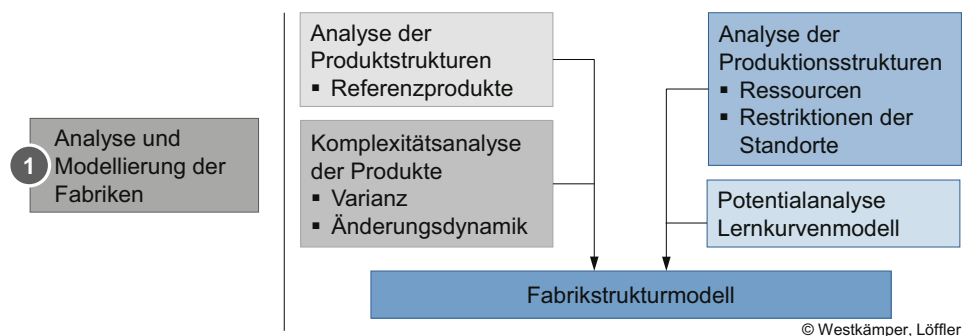 1
Analyse und
Modellierung der
Fabriken
Analyse der
Produktstrukturen
▪ Referenzprodukte
Komplexitätsanalyse
der Produkte
▪ Varianz
▪ Änderungsdynamik
Analyse der
Produktionsstrukturen
▪ Ressourcen
▪ Restriktionen der
Standorte
Potentialanalyse
Lernkurvenmodell
Fabrikstrukturmodell
© Westkämper, Löffler